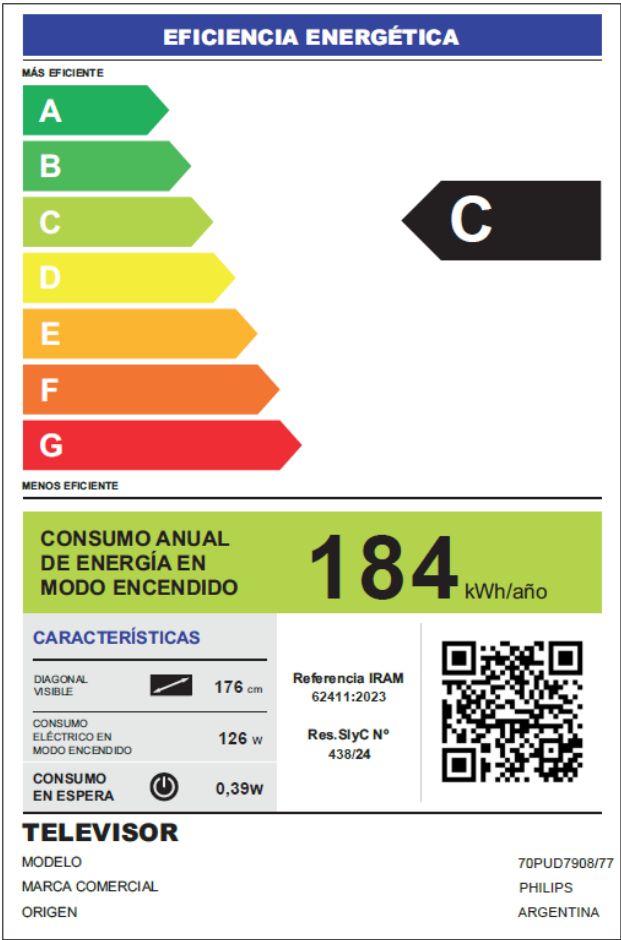 EFICIENCIA ENERGÉTICA
MÁS EFICIENTE
A
B
C
C
D
E
F
G
MENOS EFICIENTE
CONSUMO ANUAL
DE ENERGÍA EN
MODO ENCENDIDO
184 kWh/año
CARACTERÍSTICAS
DIAGONAL
VISIBLE
176 cm
CONSUMO
ELÉCTRICO EN
MODO ENCENDIDO
126 w
CONSUMO
EN ESPERA
0,39w
Referencia IRAM
62411:2023
Res.SIyC Nº
438/24
TELEVISOR
MODELO 70PUD7908/77
MARCA COMERCIAL PHILIPS
ORIGEN ARGENTINA